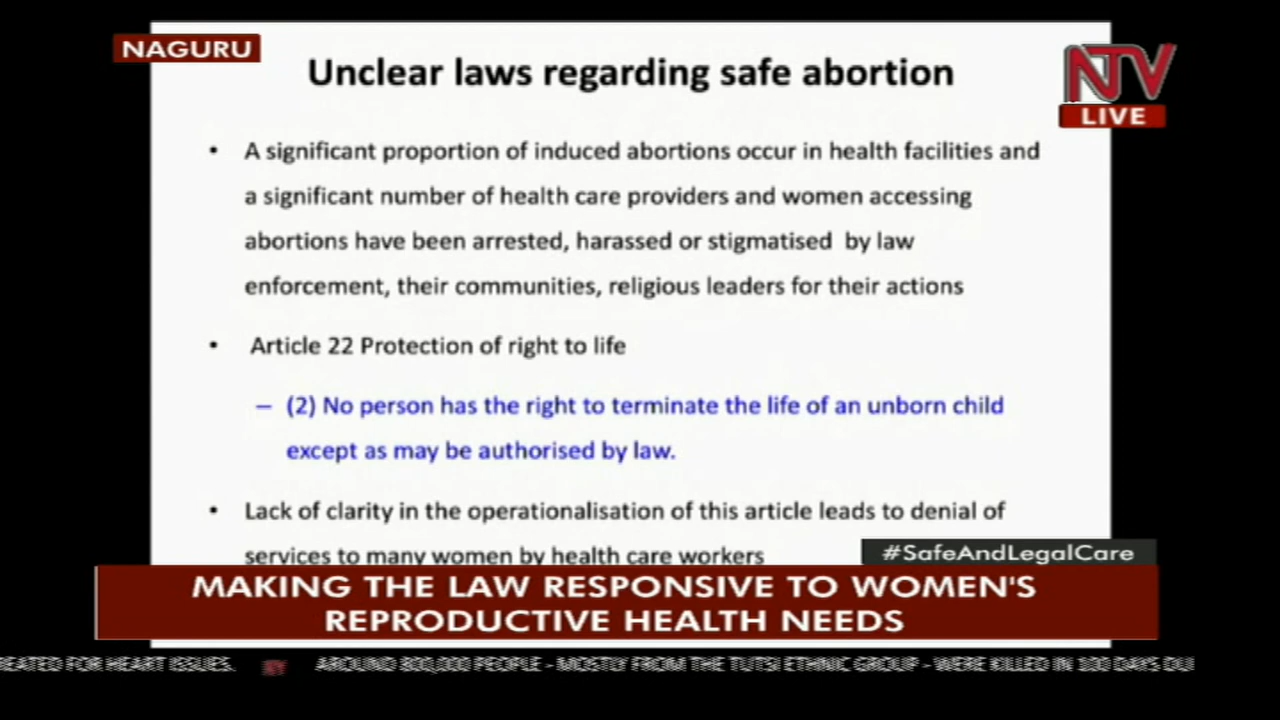 NAGURU
Unclear laws regarding safe abortion
NTV
LIVE
• A significant proportion of induced abortions occur in health facilities and
a significant number of health care providers and women accessing
abortions have been arrested, harassed or stigmatised by law
enforcement, their communities, religious leaders for their actions
• Article 22 Protection of right to life
– (2) No person has the right to terminate the life of an unborn child
except as may be authorised by law.
• Lack of clarity in the operationalisation of this article leads to denial of
services to many women by health care workers
#SafeAndLegalCare
MAKING THE LAW RESPONSIVE TO WOMEN'S
REPRODUCTIVE HEALTH NEEDS
EATED FOR HEART ISSUES. AROUND 800,000 PEOPLE - MOSTLY FROM THE TUTSI ETHNIC GROUP - WERE KILLED IN 100 DAYS DU